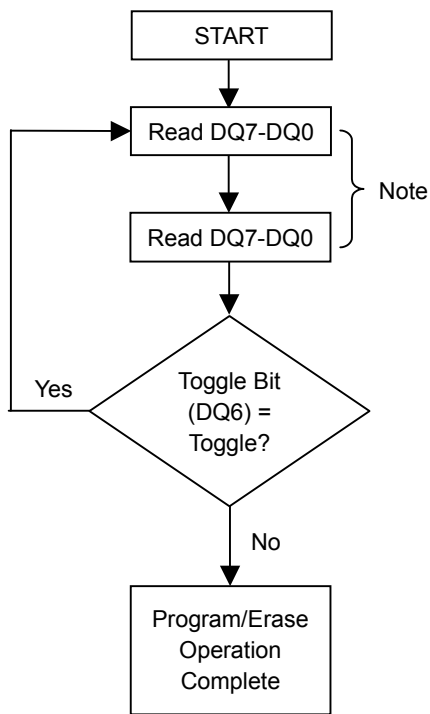 START
Read DQ7-DQ0
Note
Read DQ7-DQ0
Yes
Toggle Bit
(DQ6) =
Toggle?
No
Program/Erase
Operation
Complete